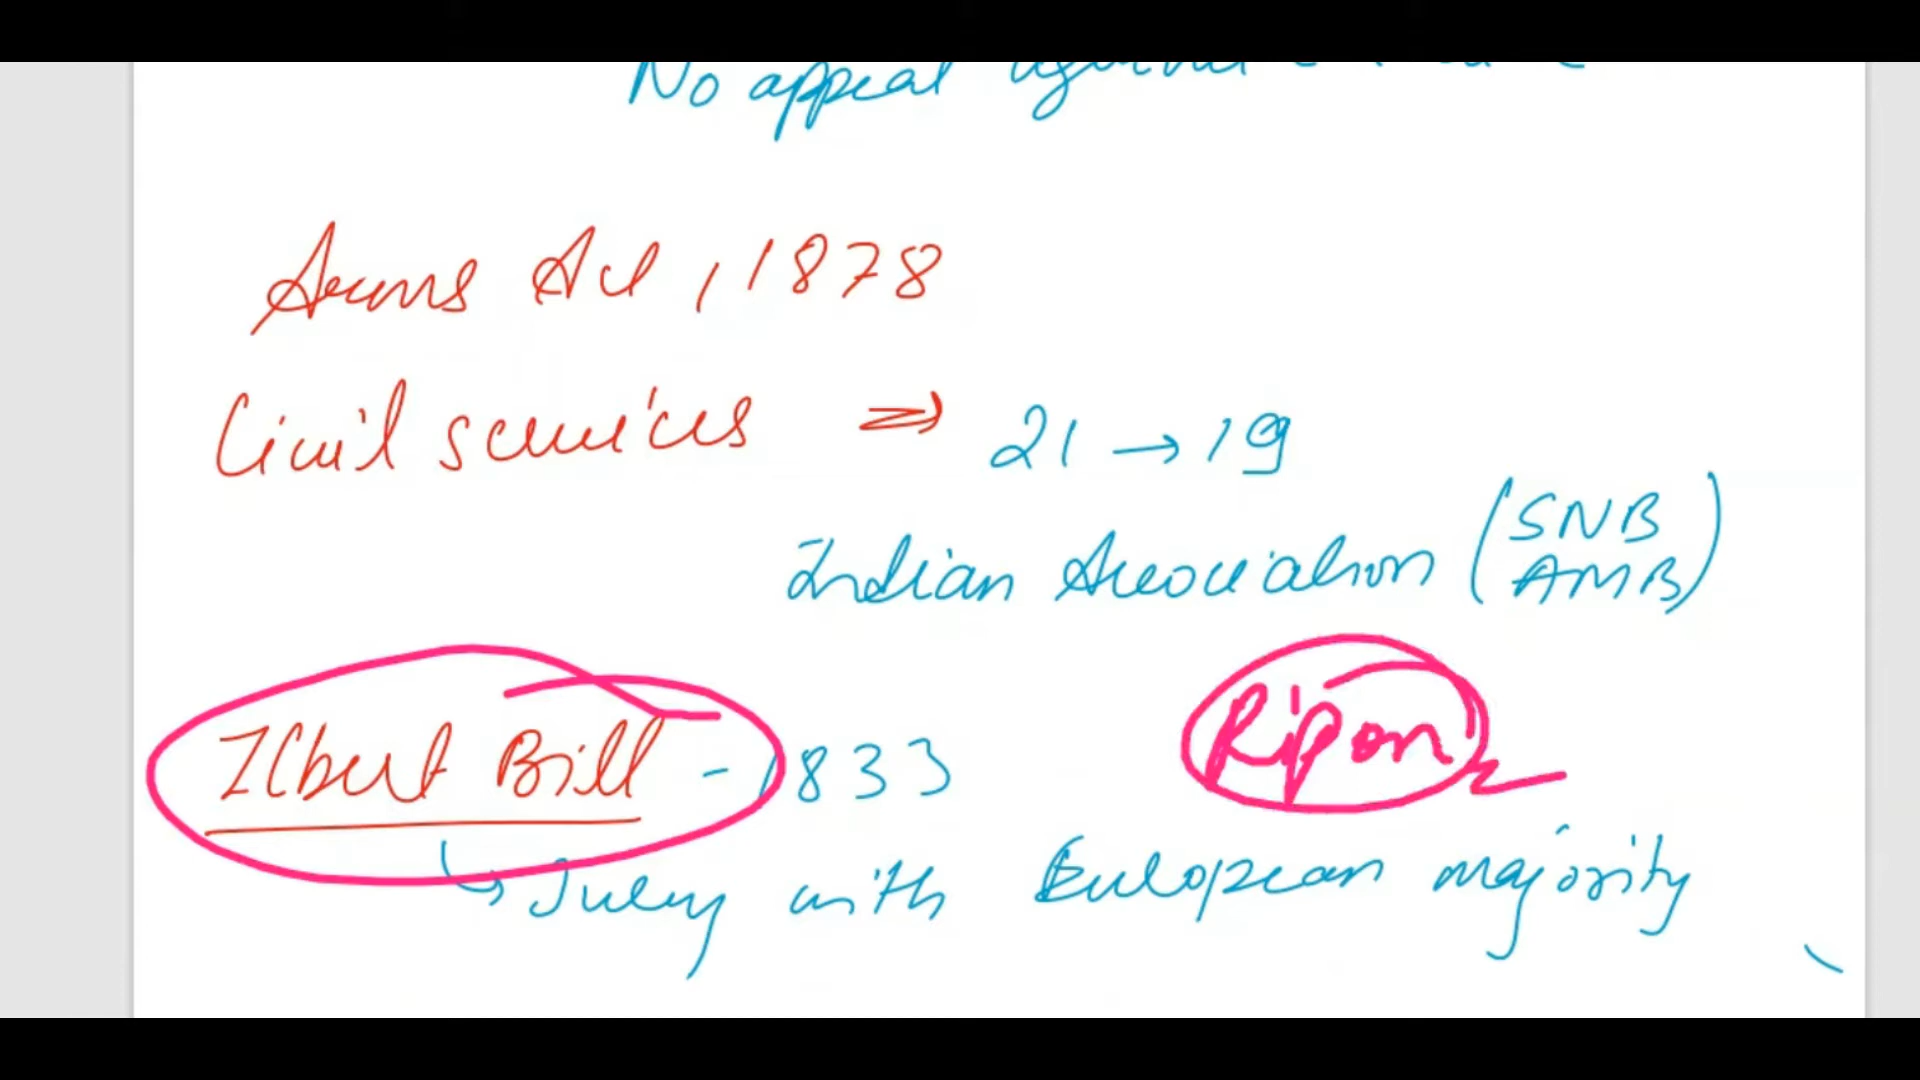 No appeal against
Arms Act, 1878
Civil services ⇒ 21 → 19
Indian Association (SNB AMB)
Ilbert Bill - 1833 Ripon
↳ Jury with European majority